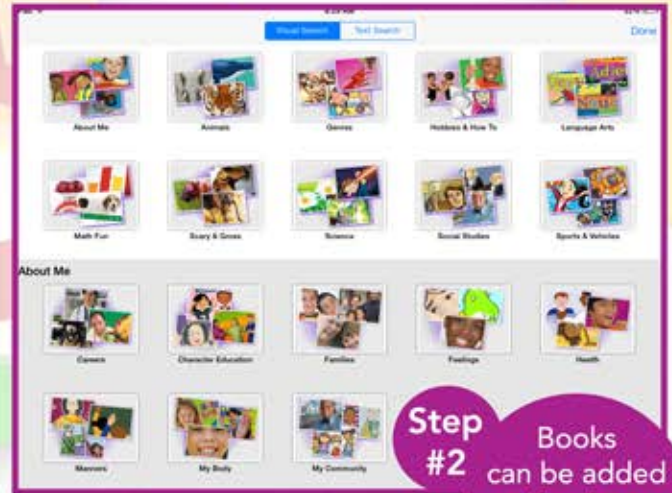 Visual Search Text Search Done
About Me Animals Genres Hobbies & How To Language Arts
Math Fun Scary & Gross Science Social Studies Sports & Vehicles
About Me
Careers Character Education Families Feelings Health
Manners My Body My Community
Step
#2
Books
can be added